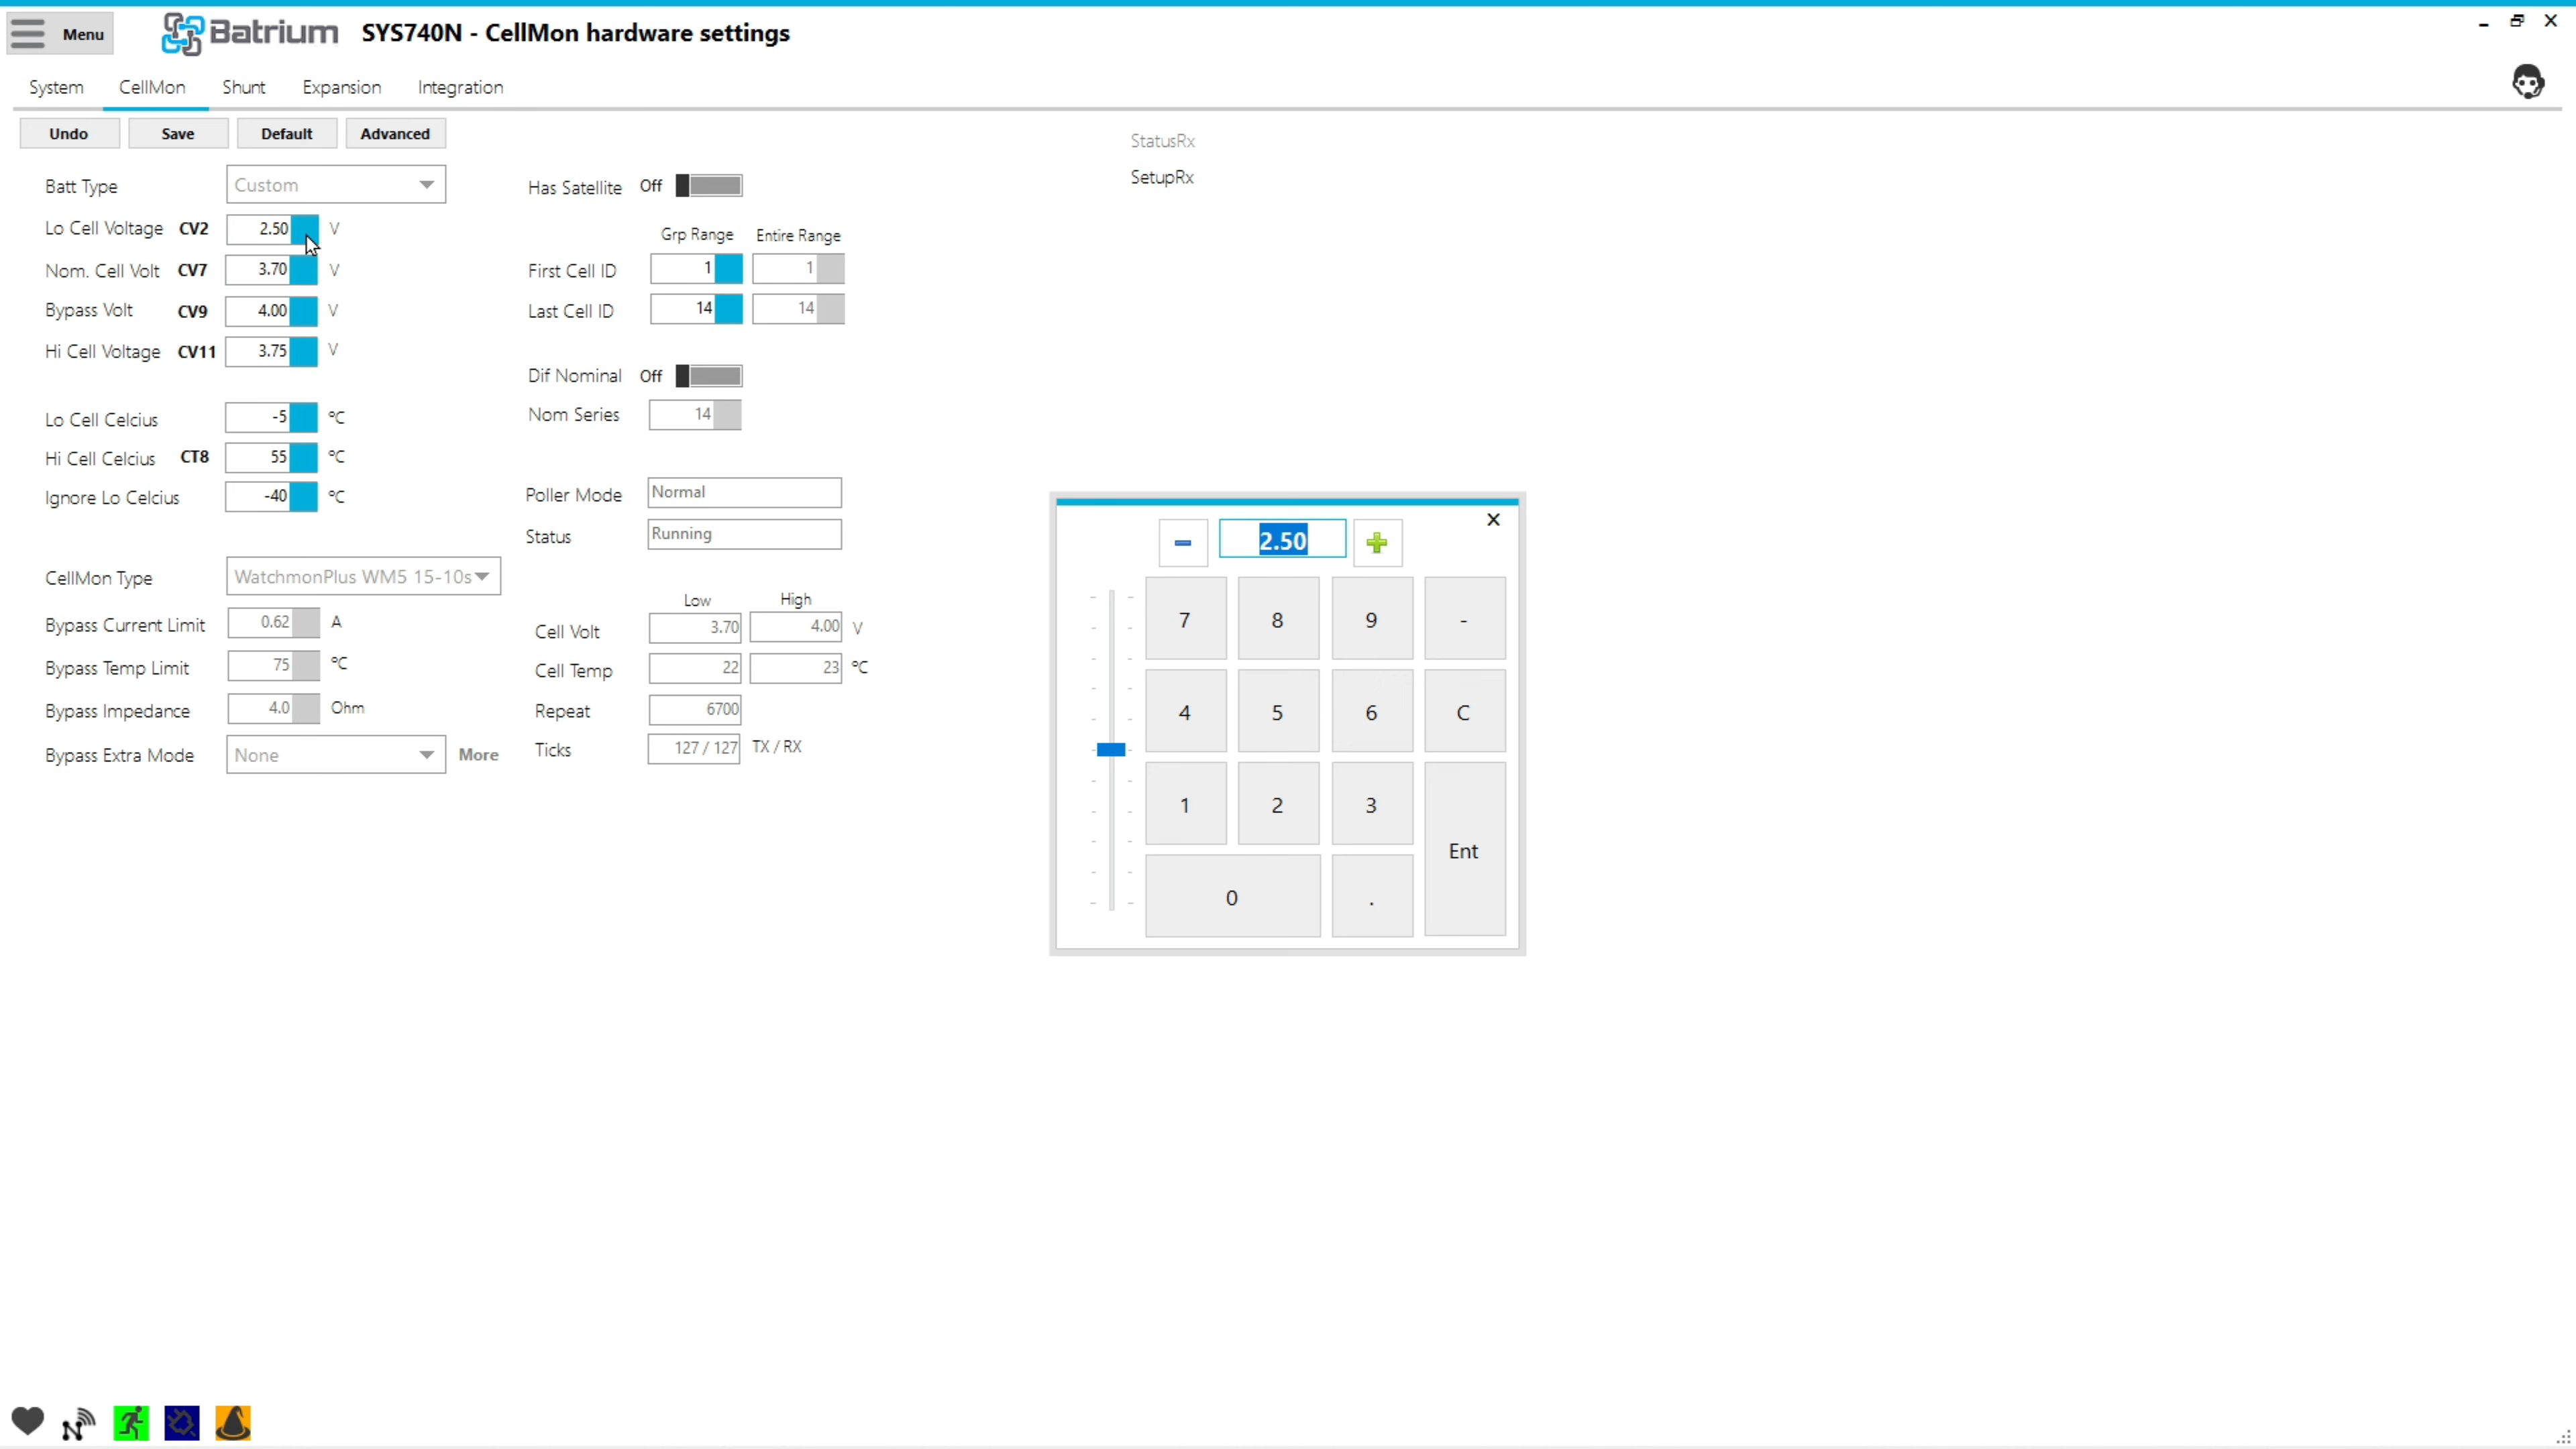 Menu
Batrium
SYS740N - CellMon hardware settings
System CellMon Shunt Expansion Integration
Undo Save Default Advanced
StatusRx
SetupRx
Batt Type Custom
Lo Cell Voltage CV2 2.50 V
Nom. Cell Volt CV7 3.70 V
Bypass Volt CV9 4.00 V
Hi Cell Voltage CV11 3.75 V
Lo Cell Celcius -5 °C
Hi Cell Celcius CT8 55 °C
Ignore Lo Celcius -40 °C
CellMon Type WatchmonPlus WM5 15-10s
Bypass Current Limit 0.62 A
Bypass Temp Limit 75 °C
Bypass Impedance 4.0 Ohm
Bypass Extra Mode None More
Has Satellite Off
Grp Range Entire Range
First Cell ID 1 1
Last Cell ID 14 14
Dif Nominal Off
Nom Series 14
Poller Mode Normal
Status Running
Low High
Cell Volt 3.70 4.00 V
Cell Temp 22 23 °C
Repeat 6700
Ticks 127 / 127 TX / RX
2.50
7 8 9 -
4 5 6 C
1 2 3 Ent
0 .